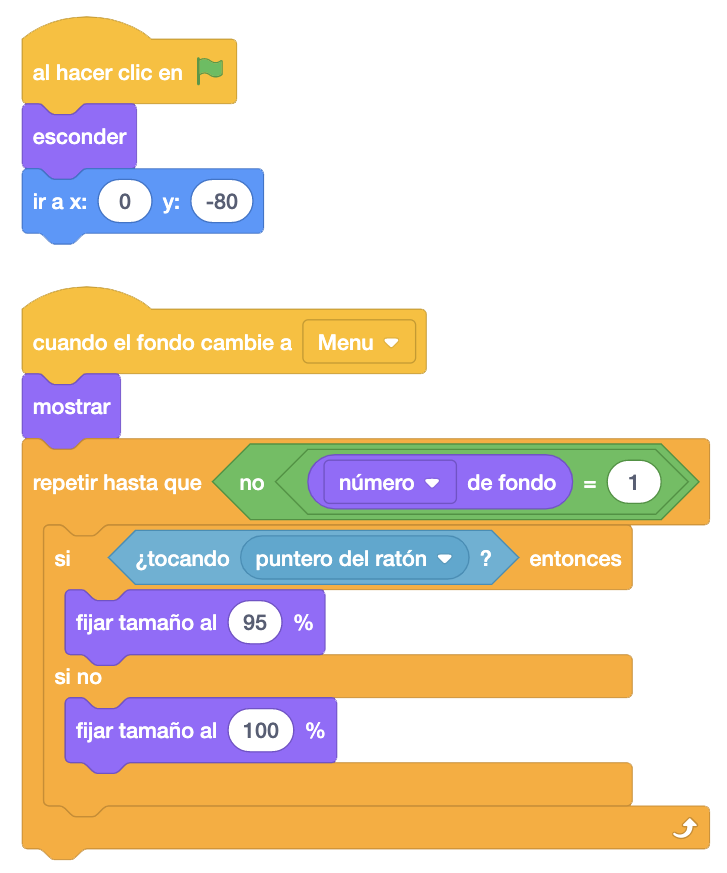 al hacer clic en
esconder
ir a x: 0 y: -80
cuando el fondo cambie a Menu
mostrar
repetir hasta que no número de fondo = 1
si ¿tocando puntero del ratón ? entonces
fijar tamaño al 95 %
si no
fijar tamaño al 100 %